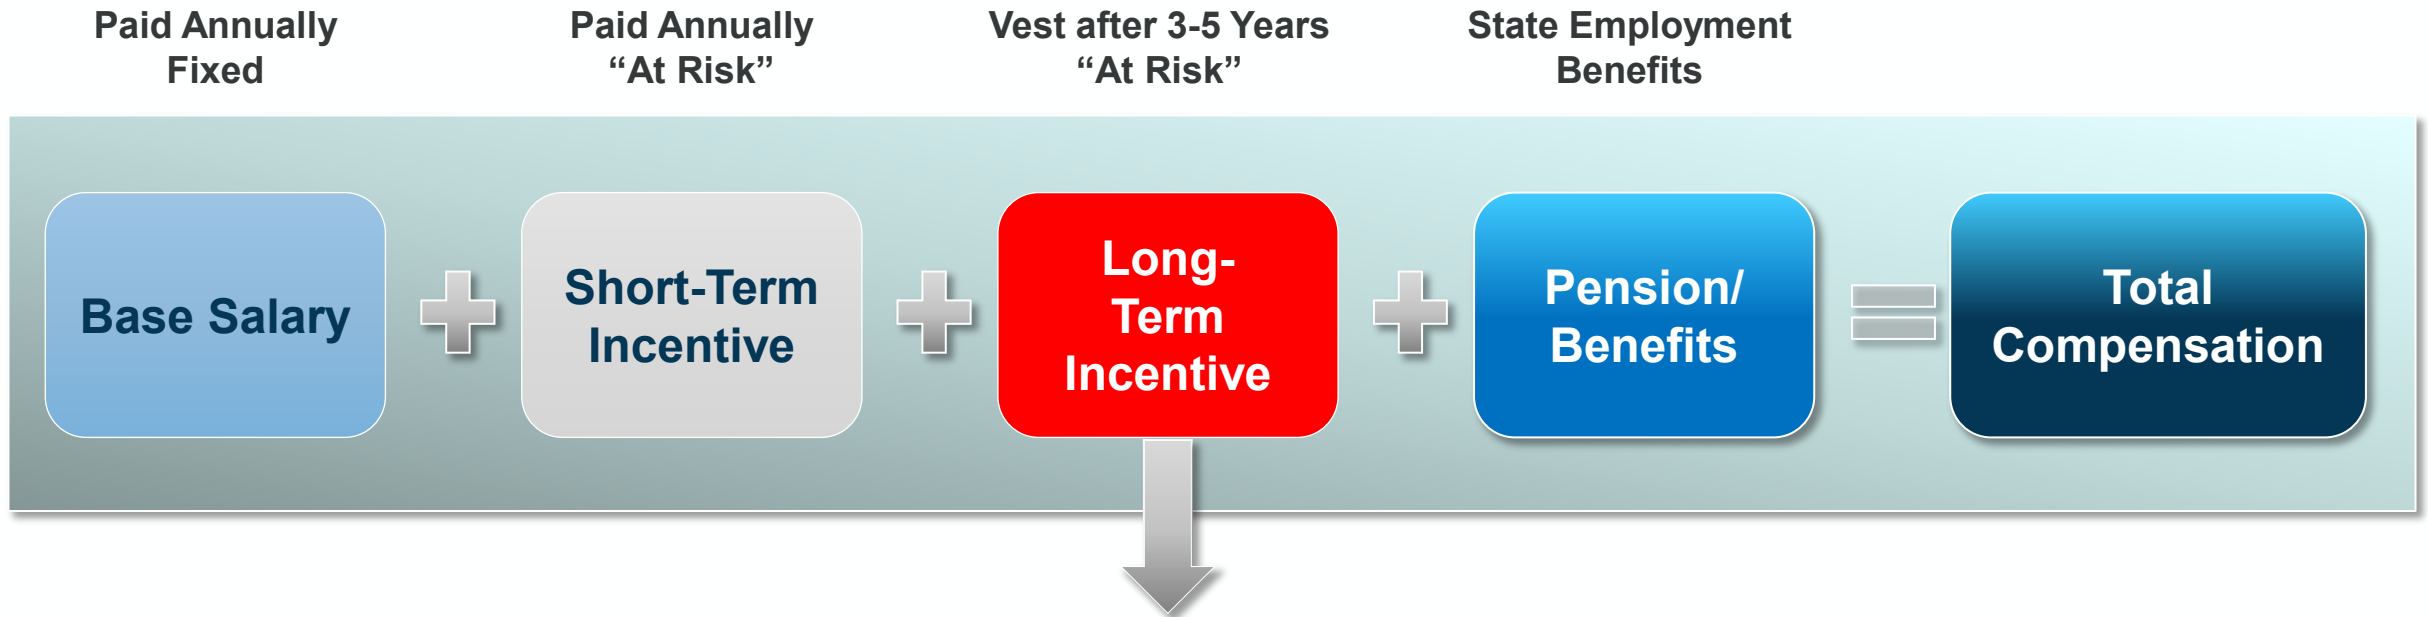 Paid Annually
Fixed
Paid Annually
“At Risk”
Vest after 3-5 Years
“At Risk”
State Employment
Benefits
Base Salary
Short-Term
Incentive
Long-
Term
Incentive
Pension/
Benefits
Total
Compensation